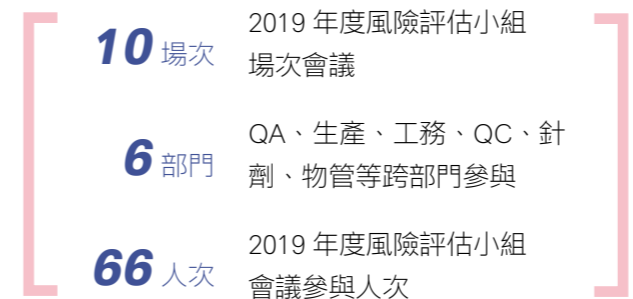 10 場次
2019 年度風險評估小組
場次會議
6 部門
QA、生產、工務、QC、針
劑、物管等跨部門參與
66 人次
2019 年度風險評估小組
會議參與人次